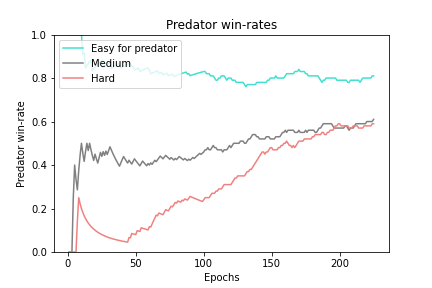 Predator win-rates
Easy for predator
Medium
Hard
Predator win-rate
1.0
0.8
0.6
0.4
0.2
0.0
0
50
100
150
200
Epochs